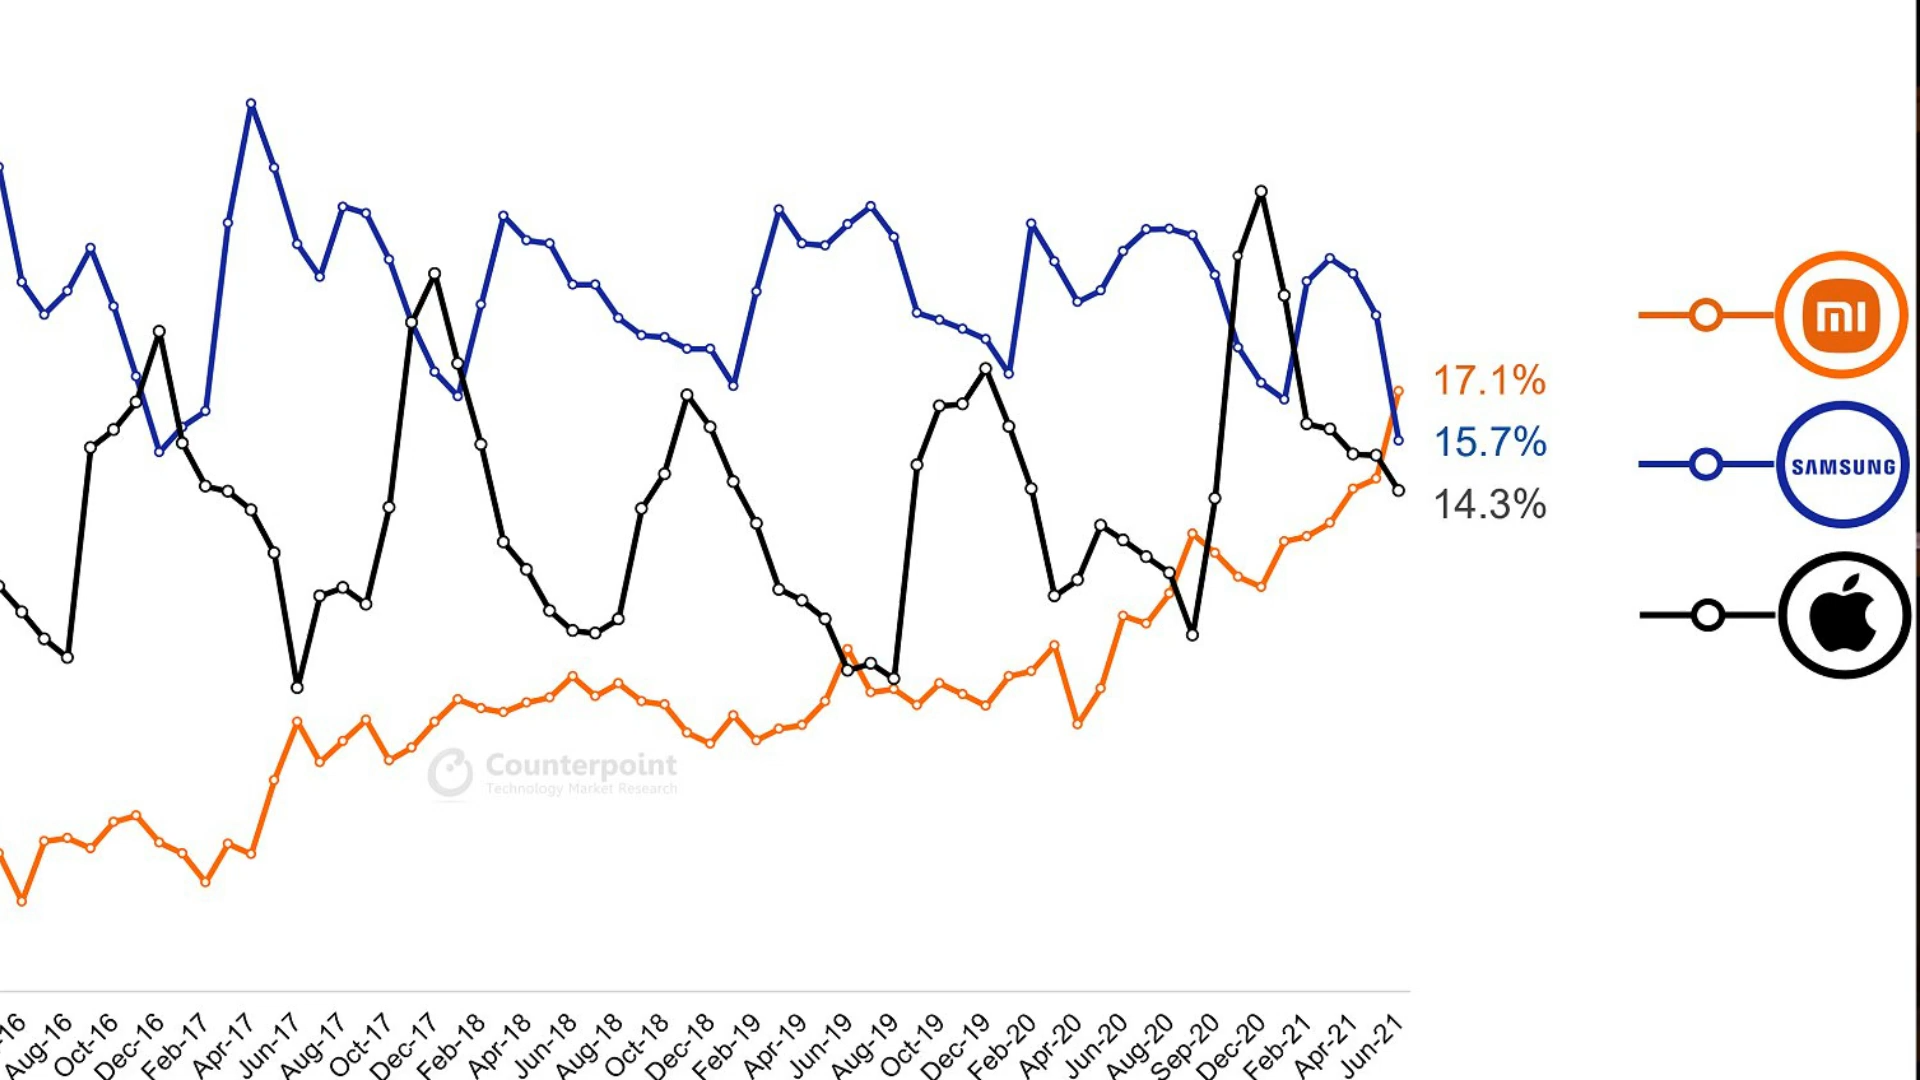 17.1%
15.7%
14.3%
mi
SAMSUNG
Counterpoint
Technology Market Research
-16
Aug-16
Oct-16
Dec-16
Feb-17
Apr-17
Jun-17
Aug-17
Oct-17
Dec-17
Feb-18
Apr-18
Jun-18
Aug-18
Oct-18
Dec-18
Feb-19
Apr-19
Jun-19
Aug-19
Oct-19
Dec-19
Feb-20
Apr-20
Jun-20
Aug-20
Sep-20
Dec-20
Feb-21
Apr-21
Jun-21